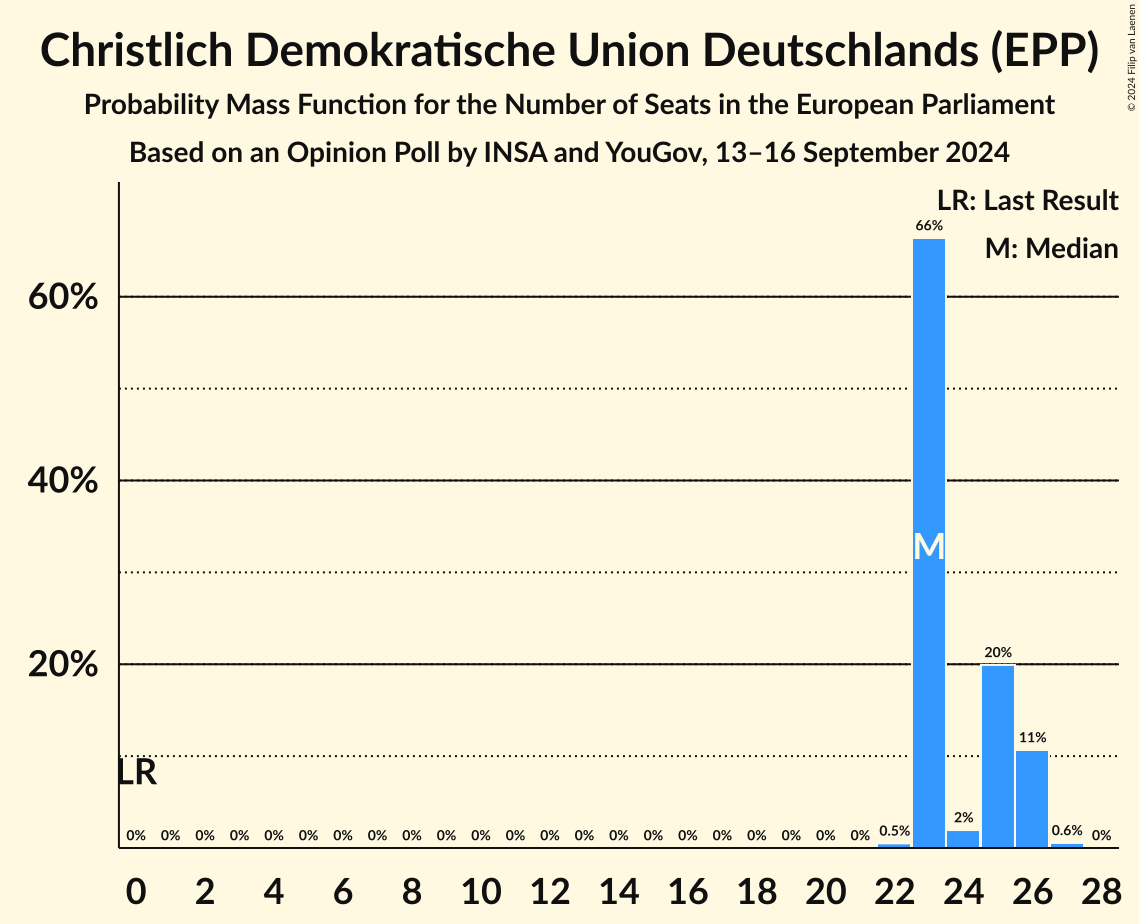 Christlich Demokratische Union Deutschlands (EPP)
Probability Mass Function for the Number of Seats in the European Parliament
Based on an Opinion Poll by INSA and YouGov, 13–16 September 2024
© 2024 Filip van Laenen
LR: Last Result
M: Median
66%
60%
40%
M
20%
20%
11%
LR
0% 0% 0% 0% 0% 0% 0% 0% 0% 0% 0% 0% 0% 0% 0% 0% 0% 0% 0% 0% 0% 0% 0.5% 2% 0.6% 0%
0 2 4 6 8 10 12 14 16 18 20 22 24 26 28